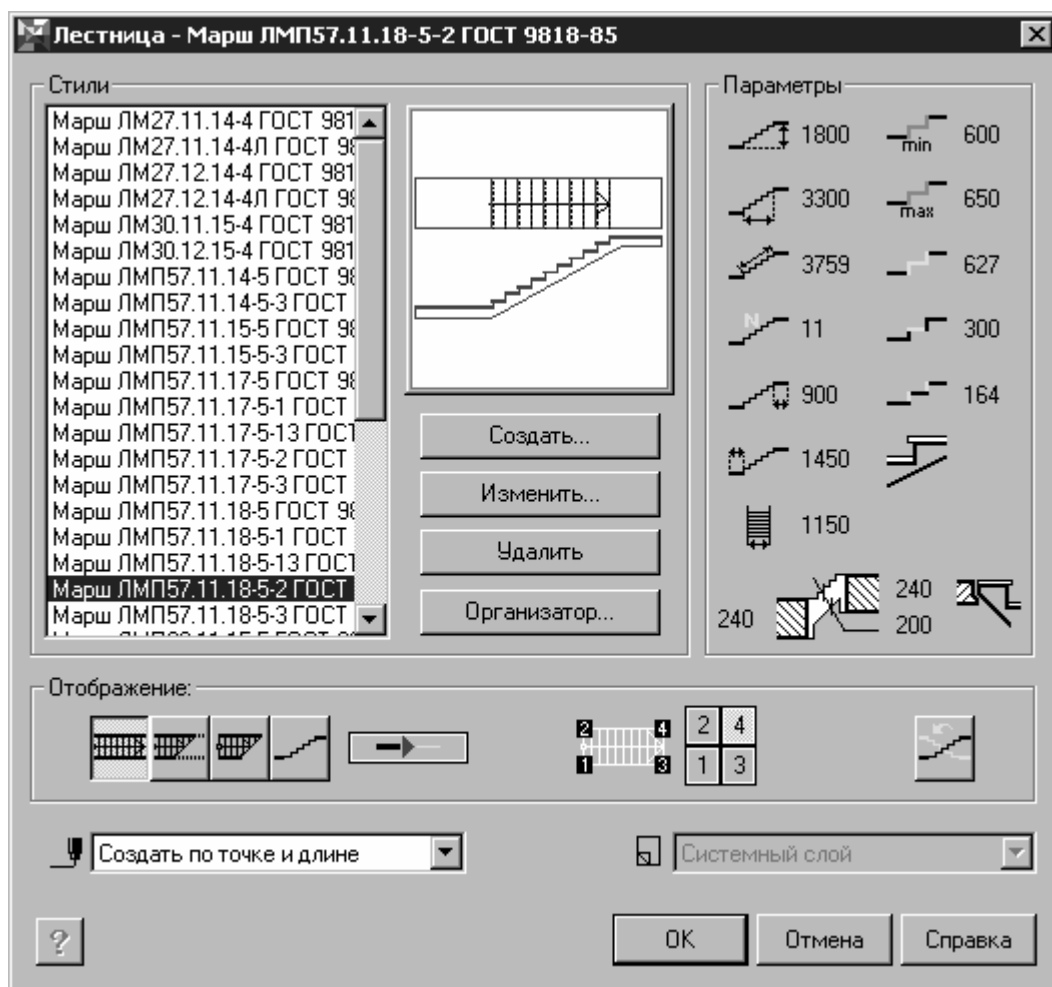 Лестница - Марш ЛМП57.11.18-5-2 ГОСТ 9818-85
Стили
Марш ЛМ27.11.14-4 ГОСТ 981
Марш ЛМ27.11.14-4Л ГОСТ 98
Марш ЛМ27.12.14-4 ГОСТ 981
Марш ЛМ27.12.14-4Л ГОСТ 98
Марш ЛМ30.11.15-4 ГОСТ 981
Марш ЛМ30.12.15-4 ГОСТ 981
Марш ЛМП57.11.14-5 ГОСТ 98
Марш ЛМП57.11.14-5-3 ГОСТ
Марш ЛМП57.11.15-5 ГОСТ 98
Марш ЛМП57.11.15-5-3 ГОСТ
Марш ЛМП57.11.17-5 ГОСТ 98
Марш ЛМП57.11.17-5-1 ГОСТ
Марш ЛМП57.11.17-5-13 ГОСТ
Марш ЛМП57.11.17-5-2 ГОСТ
Марш ЛМП57.11.17-5-3 ГОСТ
Марш ЛМП57.11.18-5 ГОСТ 98
Марш ЛМП57.11.18-5-1 ГОСТ
Марш ЛМП57.11.18-5-13 ГОСТ
Марш ЛМП57.11.18-5-2 ГОСТ
Марш ЛМП57.11.18-5-3 ГОСТ
Создать...
Изменить...
Удалить
Организатор...
Параметры
1800 min 600
3300 max 650
3759 627
N 11 300
900 164
1450
1150
240 240
200
Отображение:
2 4 2 4
1 3 1 3
Создать по точке и длине
Системный слой
?
OK
Отмена
Справка